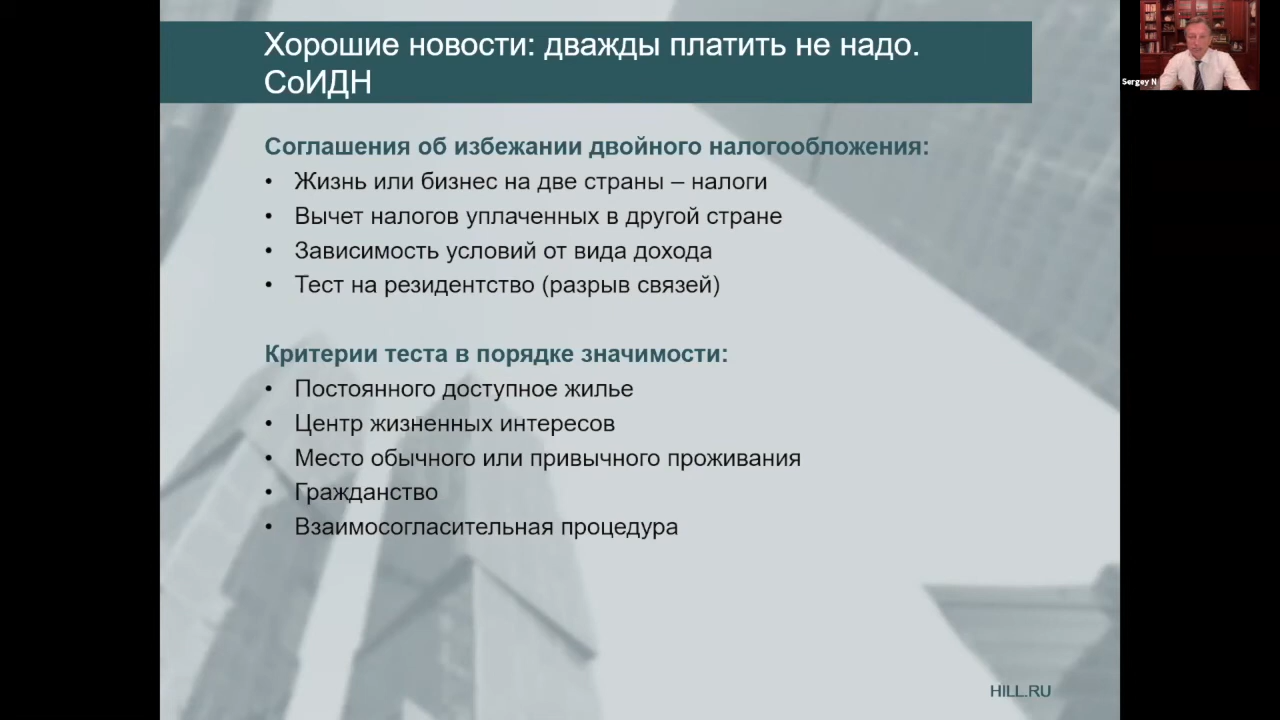 Хорошие новости: дважды платить не надо.
СоИДН
Sergey N
Соглашения об избежании двойного налогообложения:
• Жизнь или бизнес на две страны – налоги
• Вычет налогов уплаченных в другой стране
• Зависимость условий от вида дохода
• Тест на резидентство (разрыв связей)
Критерии теста в порядке значимости:
• Постоянного доступное жилье
• Центр жизненных интересов
• Место обычного или привычного проживания
• Гражданство
• Взаимосогласительная процедура
HILL.RU